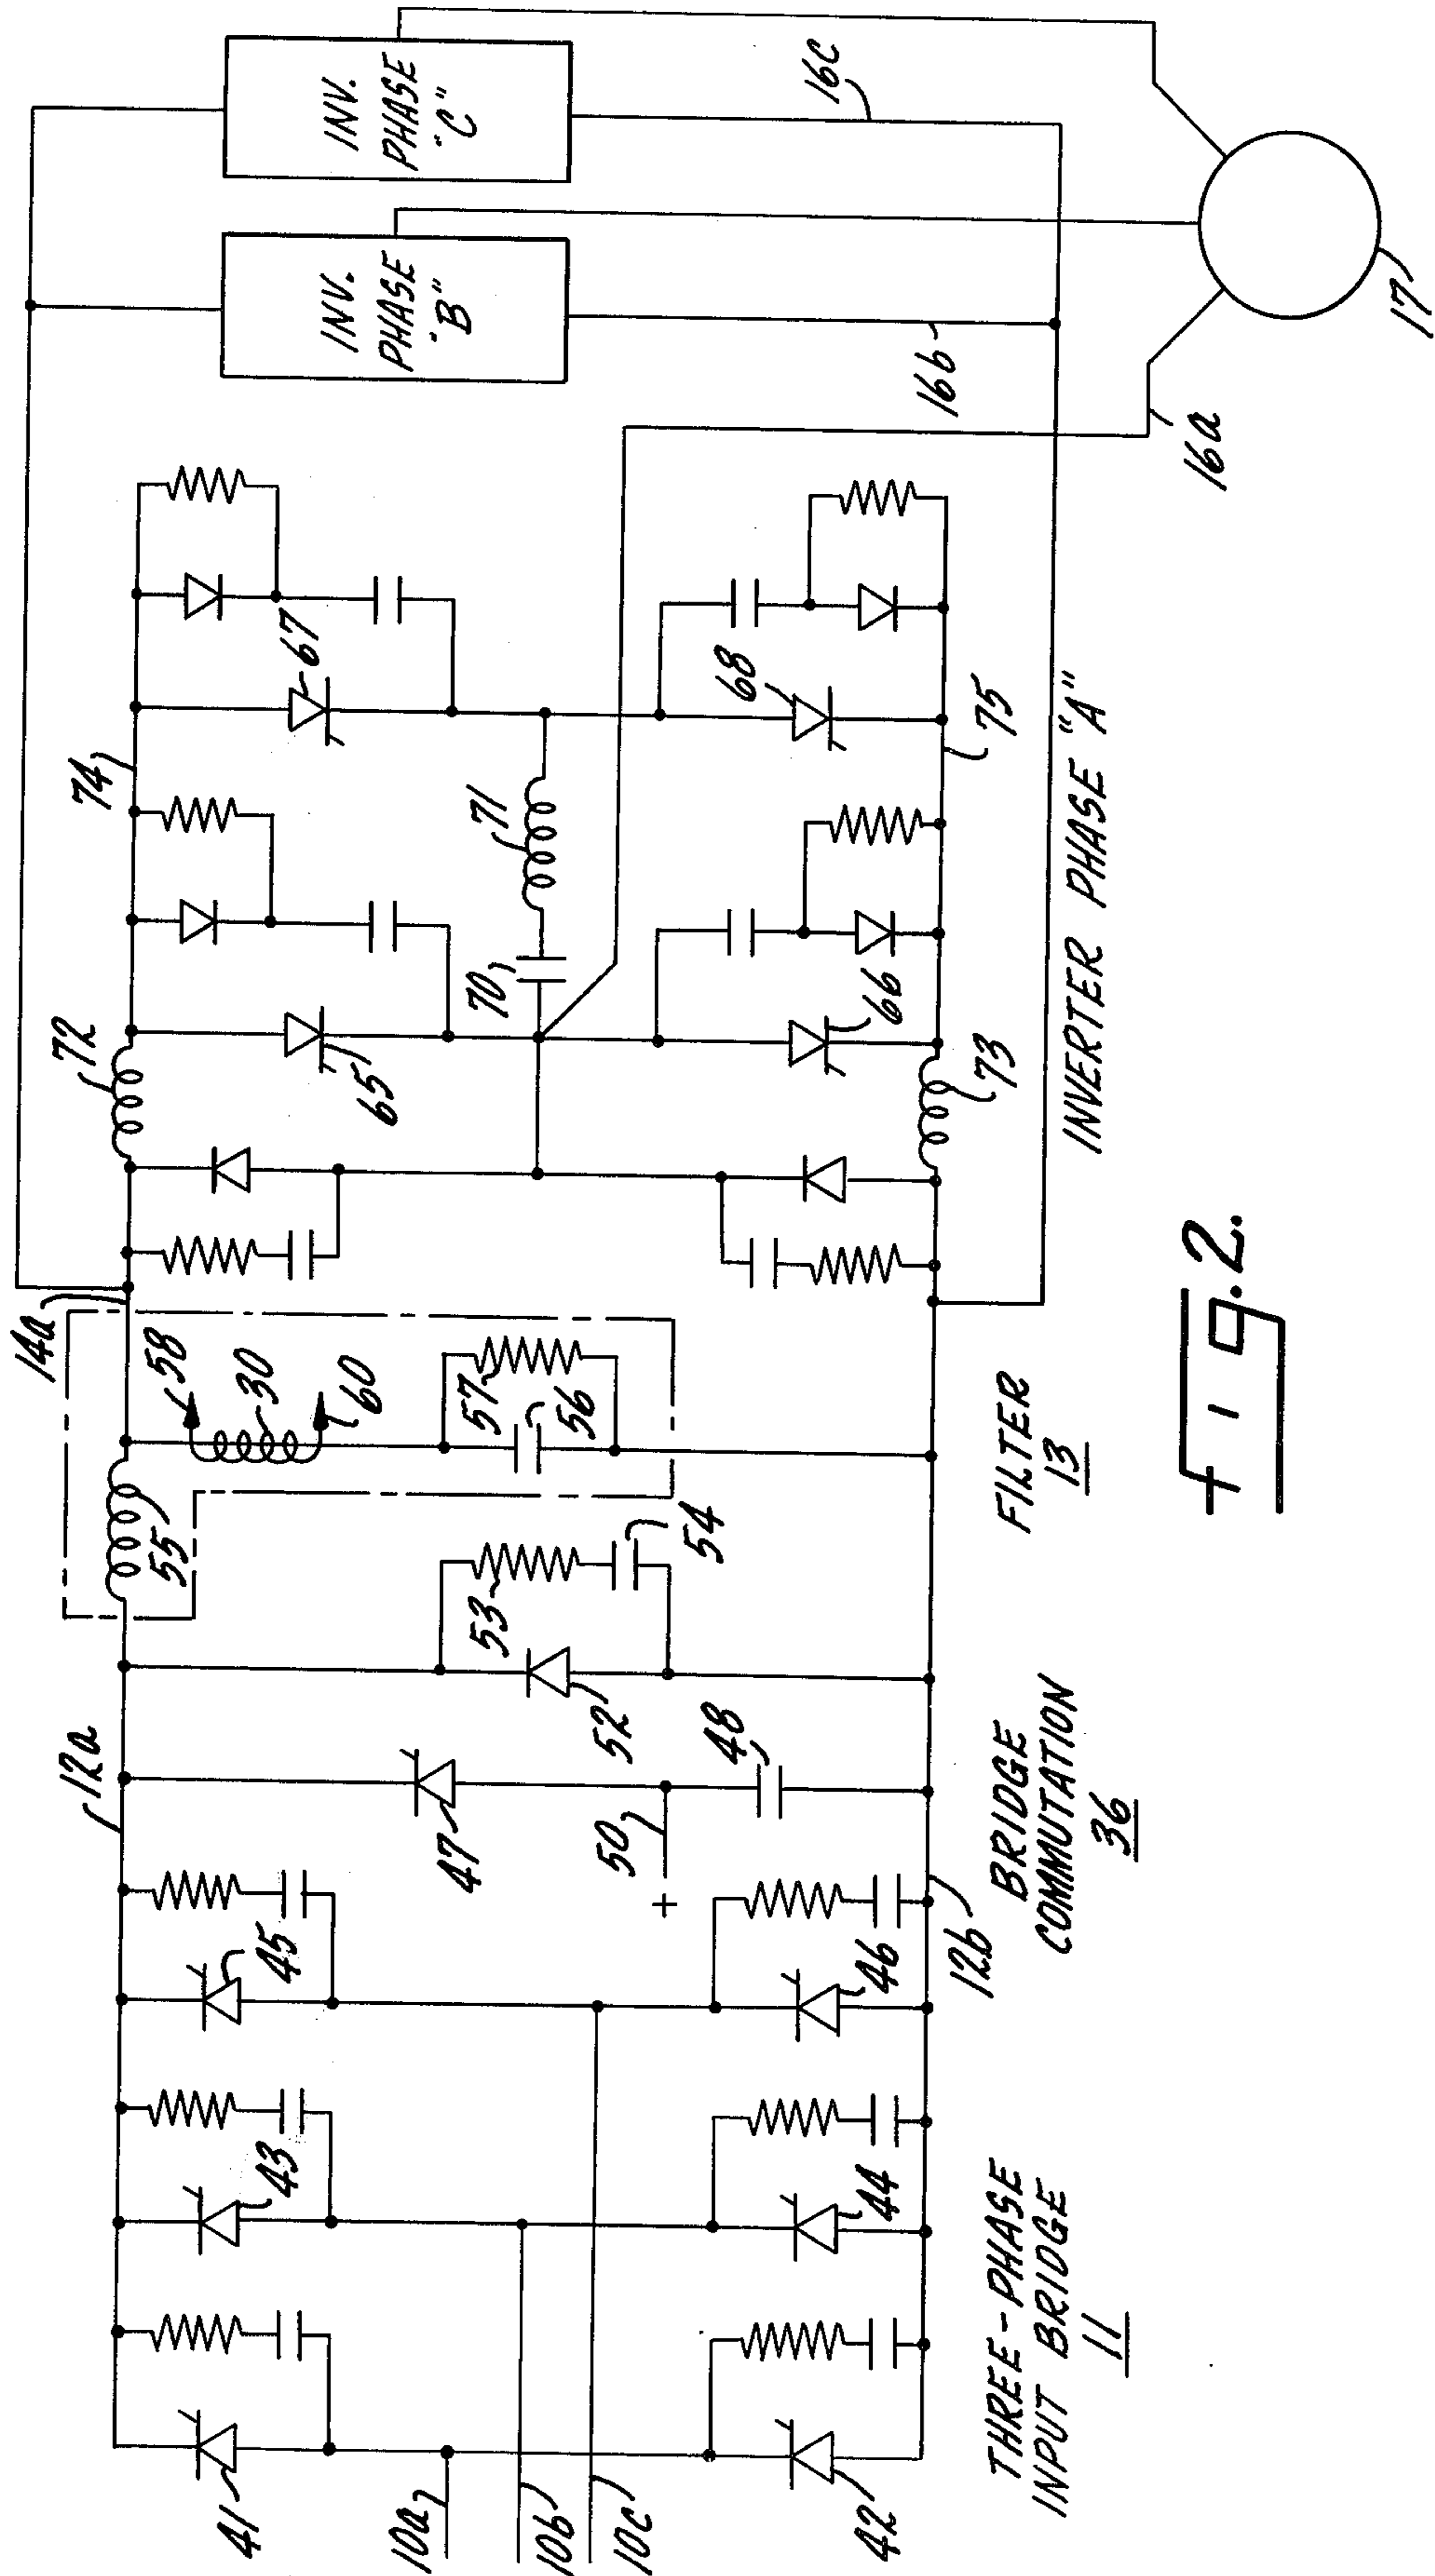 14a
12a
55
58
30
60
57
56
53
54
52
47
50
+
48
45
46
43
44
41
42
10a
10b
10c
12b
72
74
65
67
70
71
66
68
73
75
INV.
PHASE
"B"
INV.
PHASE
"C"
16a
16b
16c
17
THREE-PHASE
INPUT BRIDGE
11
BRIDGE
COMMUTATION
36
FILTER
13
INVERTER PHASE "A"
Fig. 2.